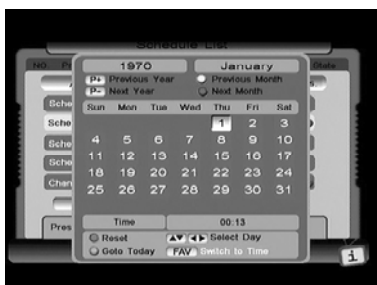 Schedule List
NO.
State
1970 January
P+ Previous Year Previous Month
P- Next Year Next Month
Sun Mon Tue Wed Thu Fri Sat
1 2 3
4 5 6 7 8 9 10
11 12 13 14 15 16 17
18 19 20 21 22 23 24
25 26 27 28 29 30 31
Sche
Sche
Sche
Sche
Chan
Time 00:13
Pres
Reset Select Day
Goto Today FAV Switch to Time
i